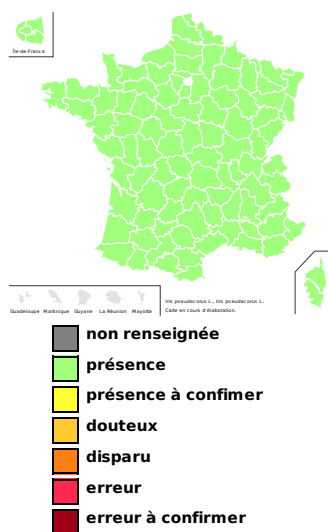 Île-de-France
Guadeloupe Martinique Guyane La Réunion Mayotte
Iris pseudacorus L., Iris pseudacorus L.
Carte en cours d'élaboration.
non renseignée
présence
présence à confimer
douteux
disparu
erreur
erreur à confirmer